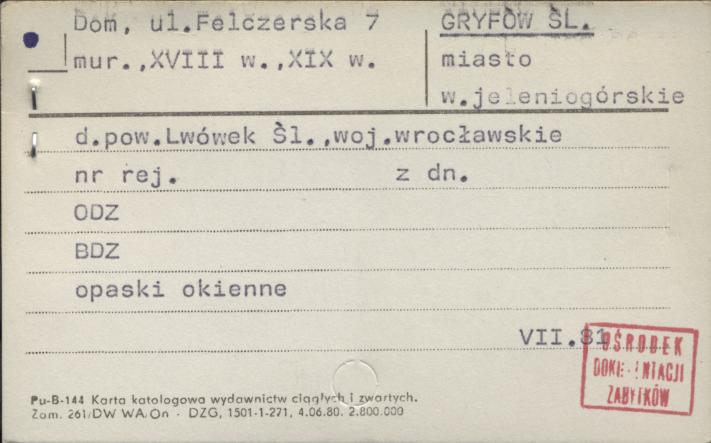 Dom, ul.Felczerska 7
mur.,XVIII w.,XIX w.
GRYFÓW ŚL.
miasto
w.jeleniogórskie
d.pow.Lwówek Śl.,woj.wrocławskie
nr rej. z dn.
ODZ
BDZ
opaski okienne
VII.81
OŚRODEK
DOKUMENTACJI
ZABYTKÓW
Pu-B-144 Karta katologowa wydawnictw ciągłych i zwartych.
Zam. 261/DW WA.On - DZG, 1501-1-271, 4.06.80. 2.800.000